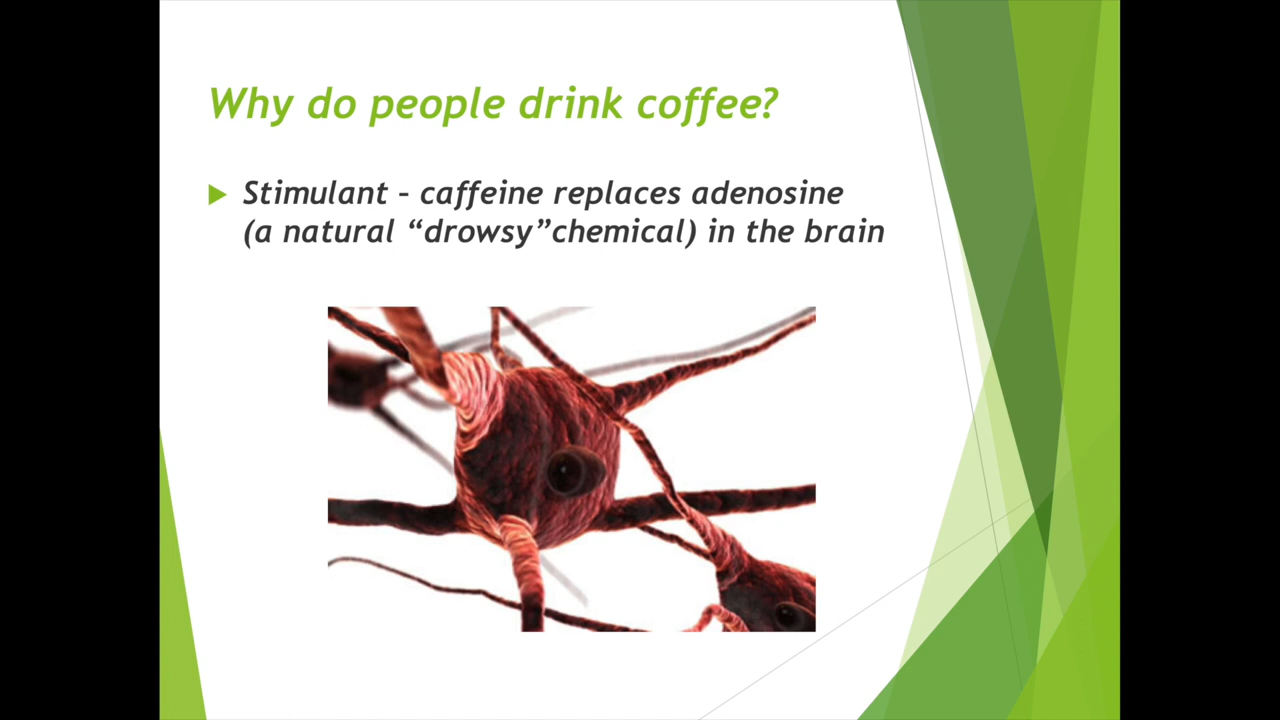 Why do people drink coffee?
Stimulant – caffeine replaces adenosine
(a natural “drowsy”chemical) in the brain